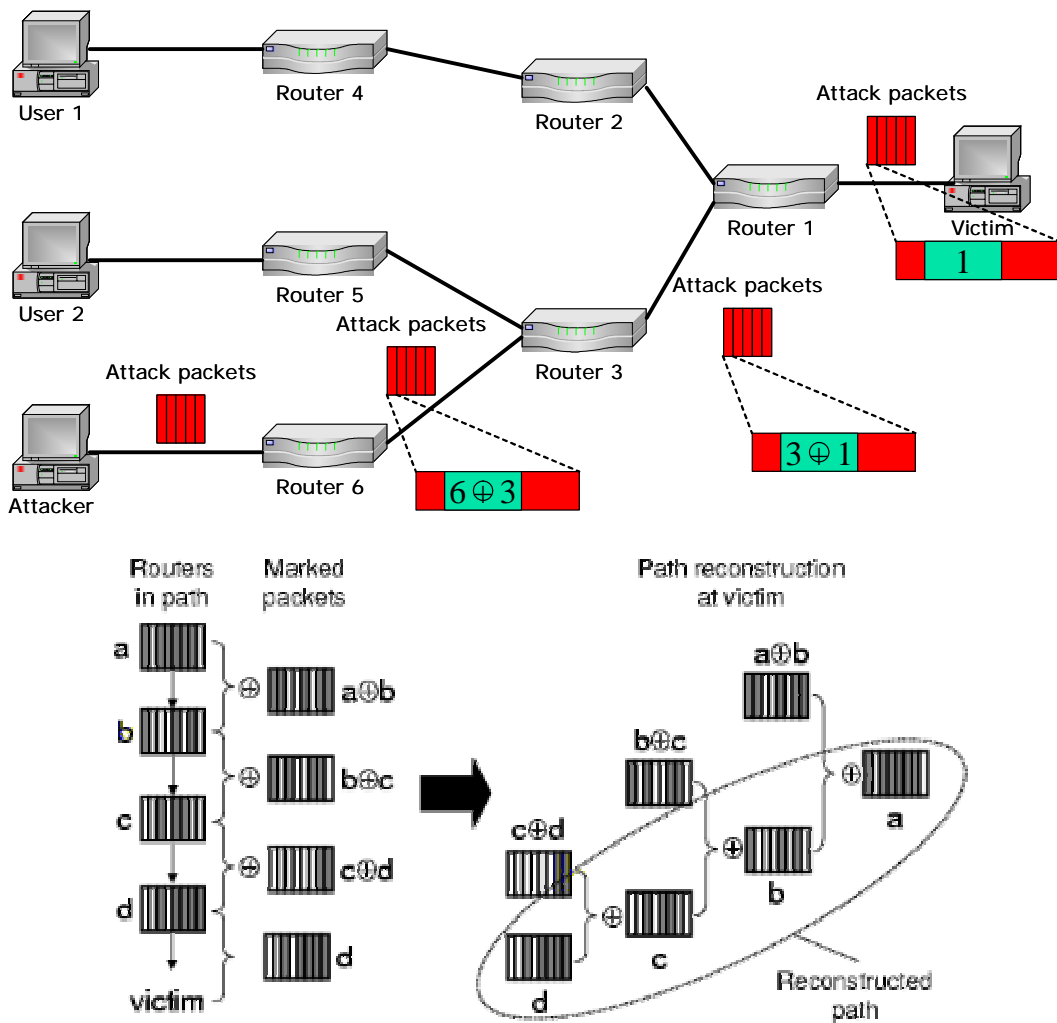 User 1
Router 4
Router 2
Attack packets
Router 1
Victim
1
User 2
Router 5
Attack packets
Router 3
Attack packets
3 ⊕ 1
Attack packets
Attacker
Router 6
6 ⊕ 3
Routers
in path
Marked
packets
Path reconstruction
at victim
a
⊕
a⊕b
b
⊕
b⊕c
c
⊕
c⊕d
d
d
victim
a⊕b
b⊕c
⊕
a
c⊕d
⊕
b
⊕
c
d
Reconstructed
path